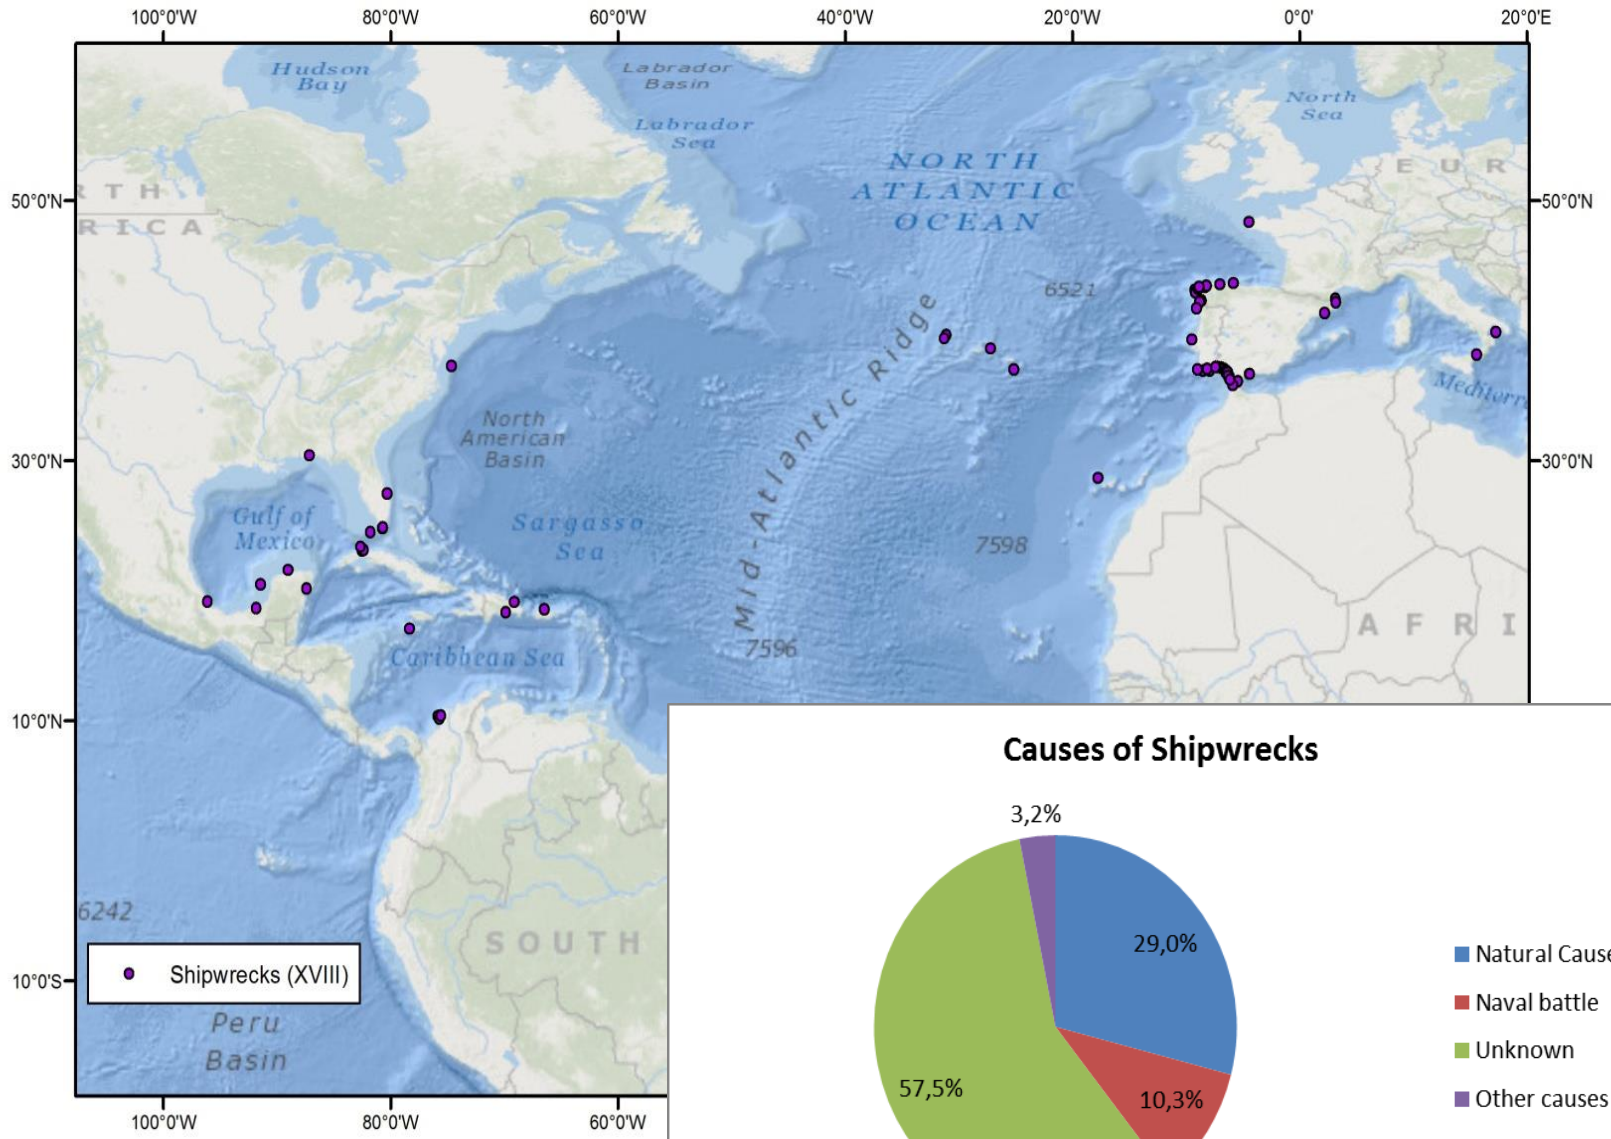 100°0'W 80°0'W 60°0'W 40°0'W 20°0'W 0°0' 20°0'E
Hudson
Bay
Labrador
Basin
North
Sea
Labrador
Sea
NORTH
ATLANTIC
OCEAN
RTH
RICA
EUR
50°0'N 50°0'N
6521
Mid-Atlantic Ridge
Mediterr
North
American
Basin
30°0'N 30°0'N
Gulf of
Mexico
Sargasso
Sea
7598
AFRI
7596
Caribbean Sea
10°0'N
Causes of Shipwrecks
3,2%
29,0%
57,5%
10,3%
Natural Cause
Naval battle
Unknown
Other causes
6242
SOUTH
10°0'S
Shipwrecks (XVIII)
Peru
Basin
100°0'W 80°0'W 60°0'W